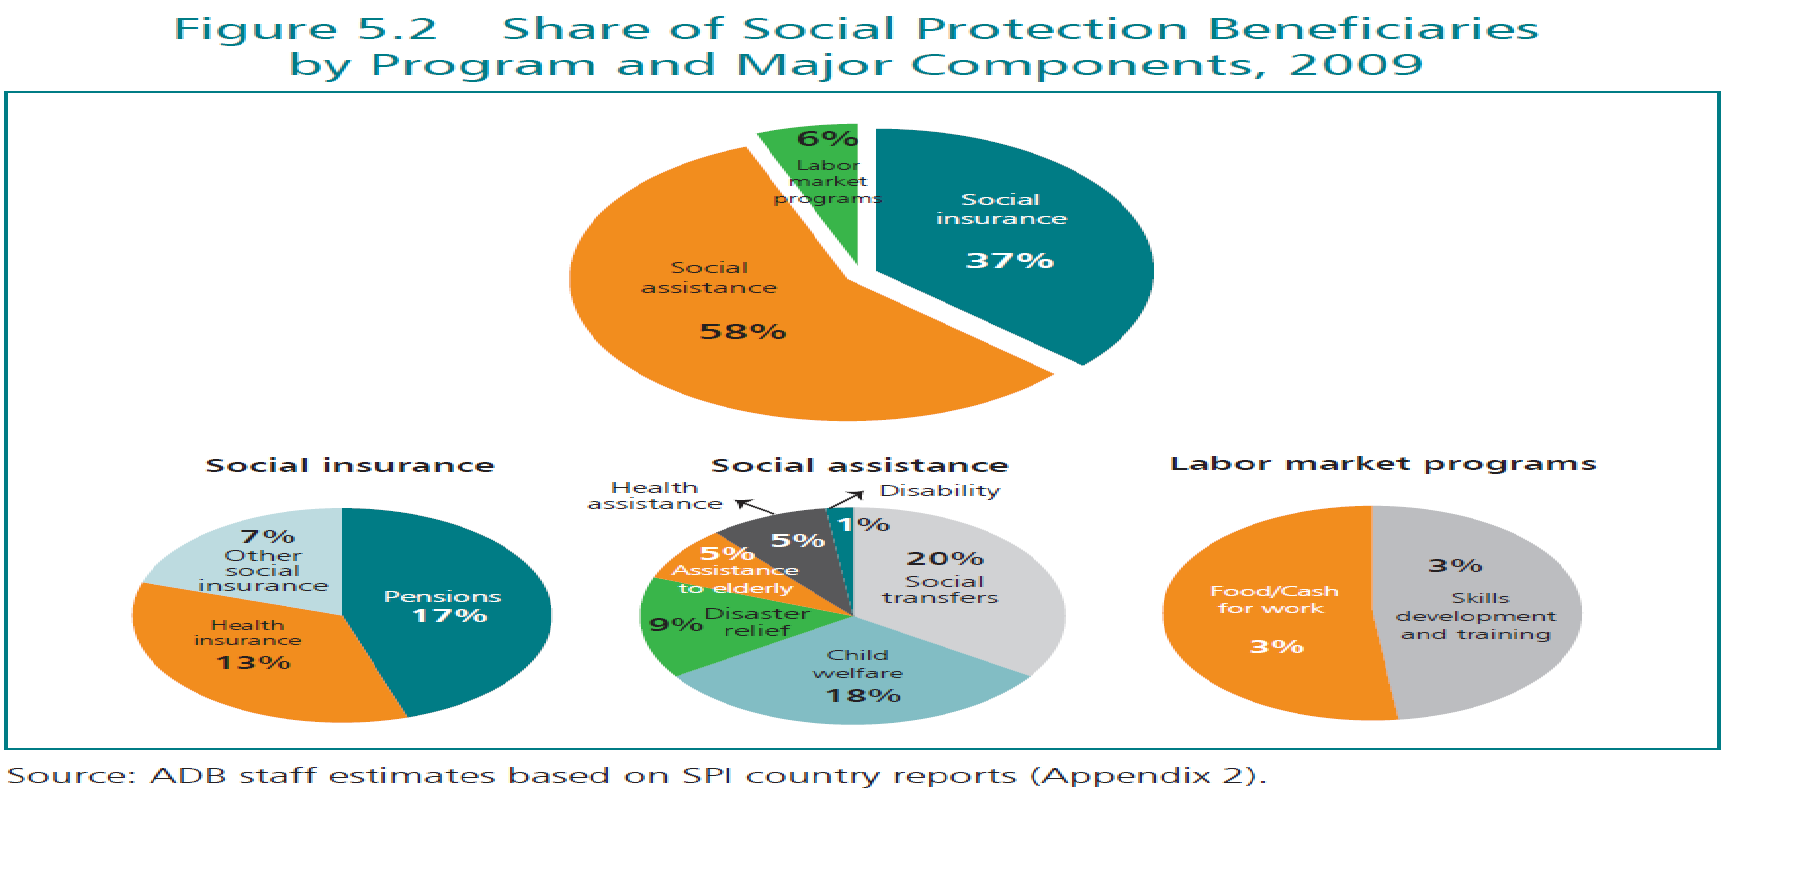 Figure 5.2 Share of Social Protection Beneficiaries
by Program and Major Components, 2009
6%
Labor
market
programs
Social
insurance
37%
Social
assistance
58%
Social insurance
7%
Other
social
insurance
Pensions
17%
Health
insurance
13%
Social assistance
Health
assistance
Disability
1%
5%
20%
Social
transfers
5%
Assistance
to elderly
9%
Disaster
relief
Child
welfare
18%
Labor market programs
3%
Skills
development
and training
Food/Cash
for work
3%
Source: ADB staff estimates based on SPI country reports (Appendix 2).